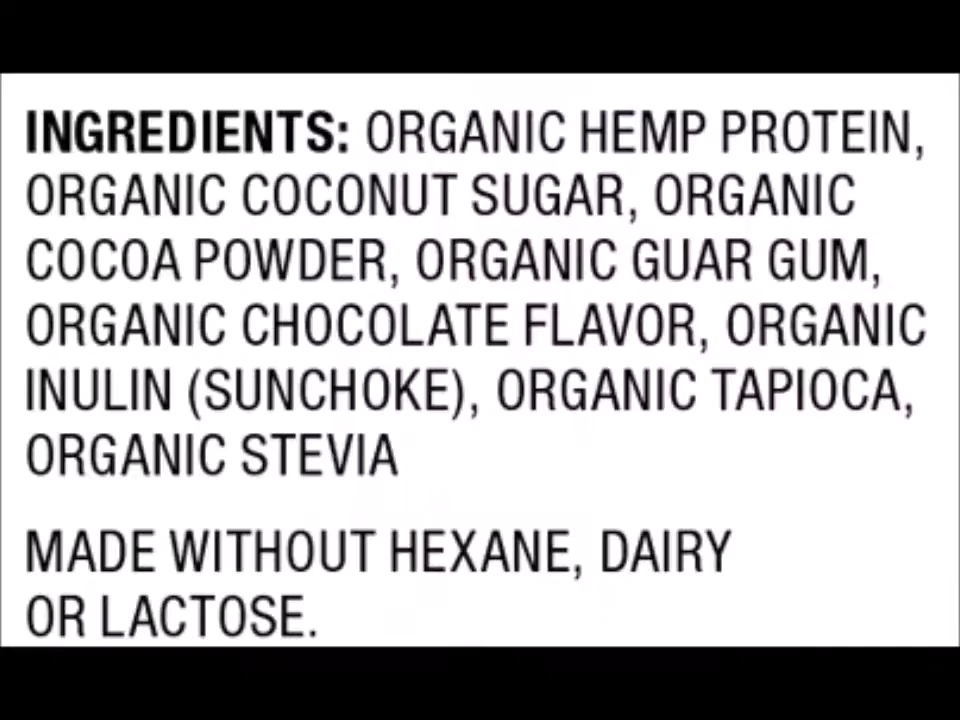 INGREDIENTS: ORGANIC HEMP PROTEIN,
ORGANIC COCONUT SUGAR, ORGANIC
COCOA POWDER, ORGANIC GUAR GUM,
ORGANIC CHOCOLATE FLAVOR, ORGANIC
INULIN (SUNCHOKE), ORGANIC TAPIOCA,
ORGANIC STEVIA
MADE WITHOUT HEXANE, DAIRY
OR LACTOSE.